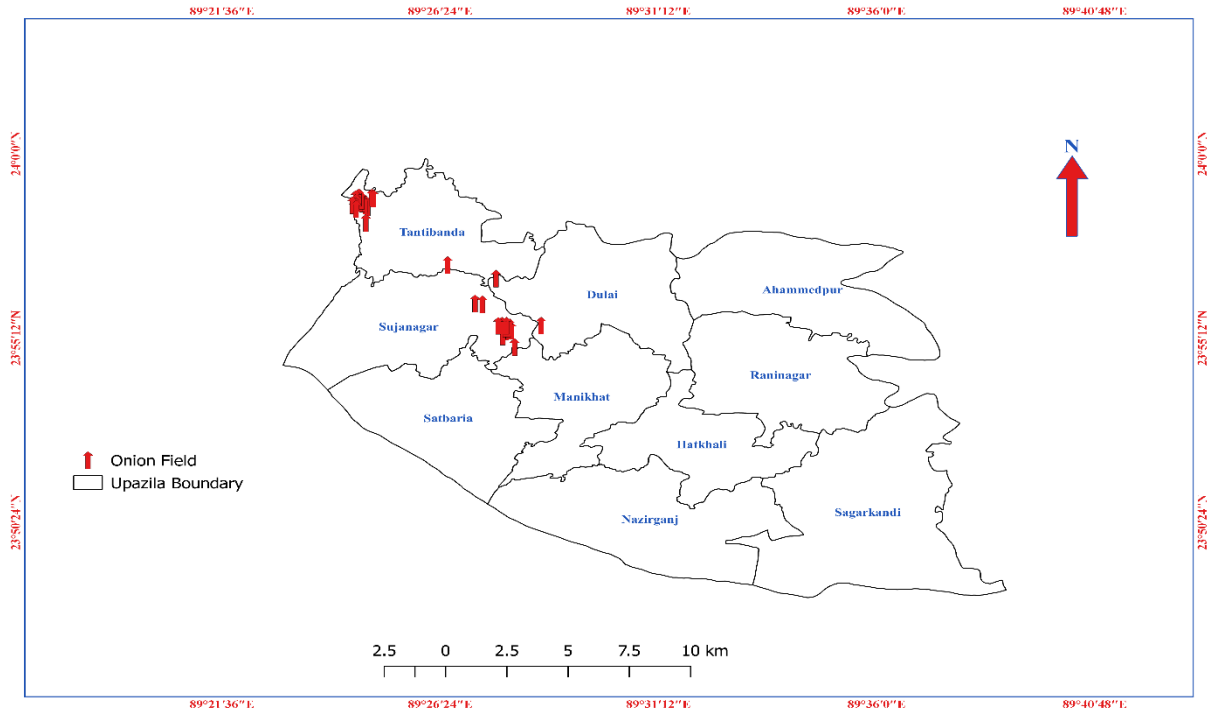 89°21'36"E 89°26'24"E 89°31'12"E 89°36'0"E 89°40'48"E
24°0'0"N 24°0'0"N
N
Tantibanda
Dulai
Ahammedpur
Sujanagar
23°55'12"N 23°55'12"N
Raninagar
Manikhat
Satbaria
Hatkhali
Onion Field
Upazila Boundary
23°50'24"N 23°50'24"N
Sagarkandi
Nazirganj
2.5 0 2.5 5 7.5 10 km
89°21'36"E 89°26'24"E 89°31'12"E 89°36'0"E 89°40'48"E